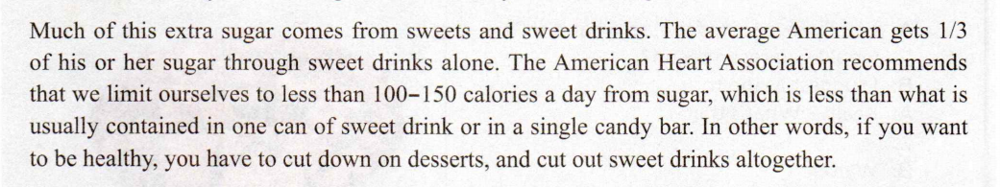 Much of this extra sugar comes from sweets and sweet drinks. The average American gets 1/3
of his or her sugar through sweet drinks alone. The American Heart Association recommends
that we limit ourselves to less than 100–150 calories a day from sugar, which is less than what is
usually contained in one can of sweet drink or in a single candy bar. In other words, if you want
to be healthy, you have to cut down on desserts, and cut out sweet drinks altogether.